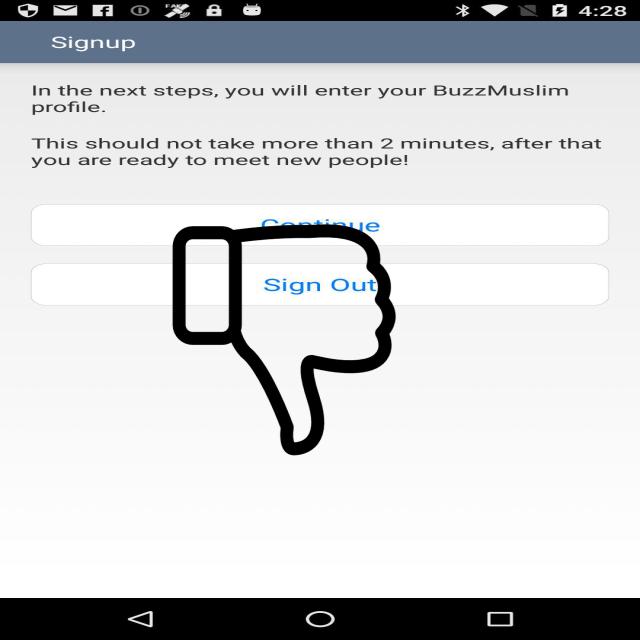 4:28
Signup
In the next steps, you will enter your BuzzMuslim
profile.
This should not take more than 2 minutes, after that
you are ready to meet new people!
Continue
Sign Out